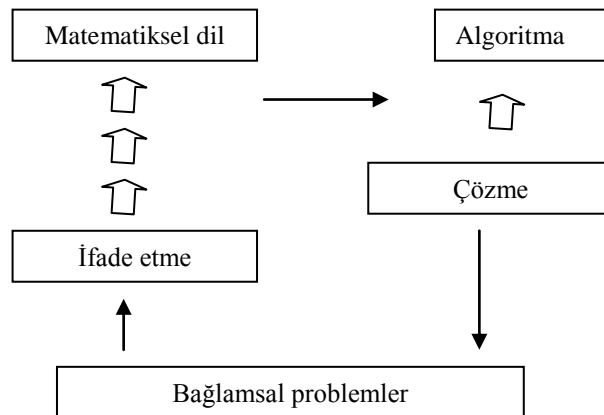 Matematiksel dil
Algoritma
Çözme
İfade etme
Bağlamsal problemler